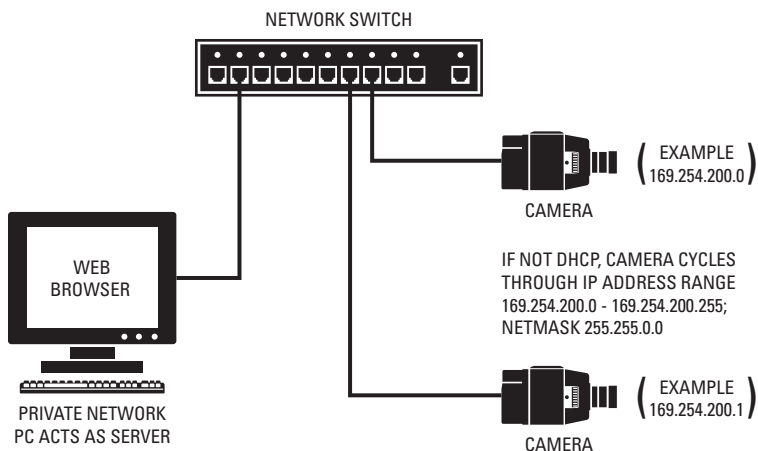 NETWORK SWITCH
( EXAMPLE
169.254.200.0 )
CAMERA
WEB
BROWSER
IF NOT DHCP, CAMERA CYCLES
THROUGH IP ADDRESS RANGE
169.254.200.0 - 169.254.200.255;
NETMASK 255.255.0.0
PRIVATE NETWORK
PC ACTS AS SERVER
( EXAMPLE
169.254.200.1 )
CAMERA